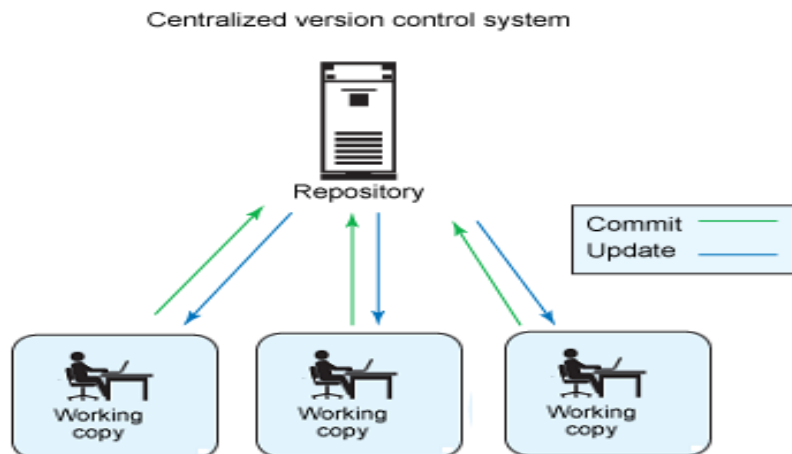 Centralized version control system
Repository
Commit
Update
Working
copy
Working
copy
Working
copy